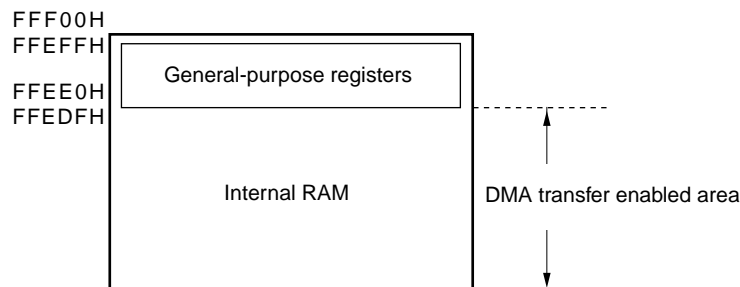 FFF00H
FFEFFH
General-purpose registers
FFEE0H
FFEDFH
Internal RAM
DMA transfer enabled area